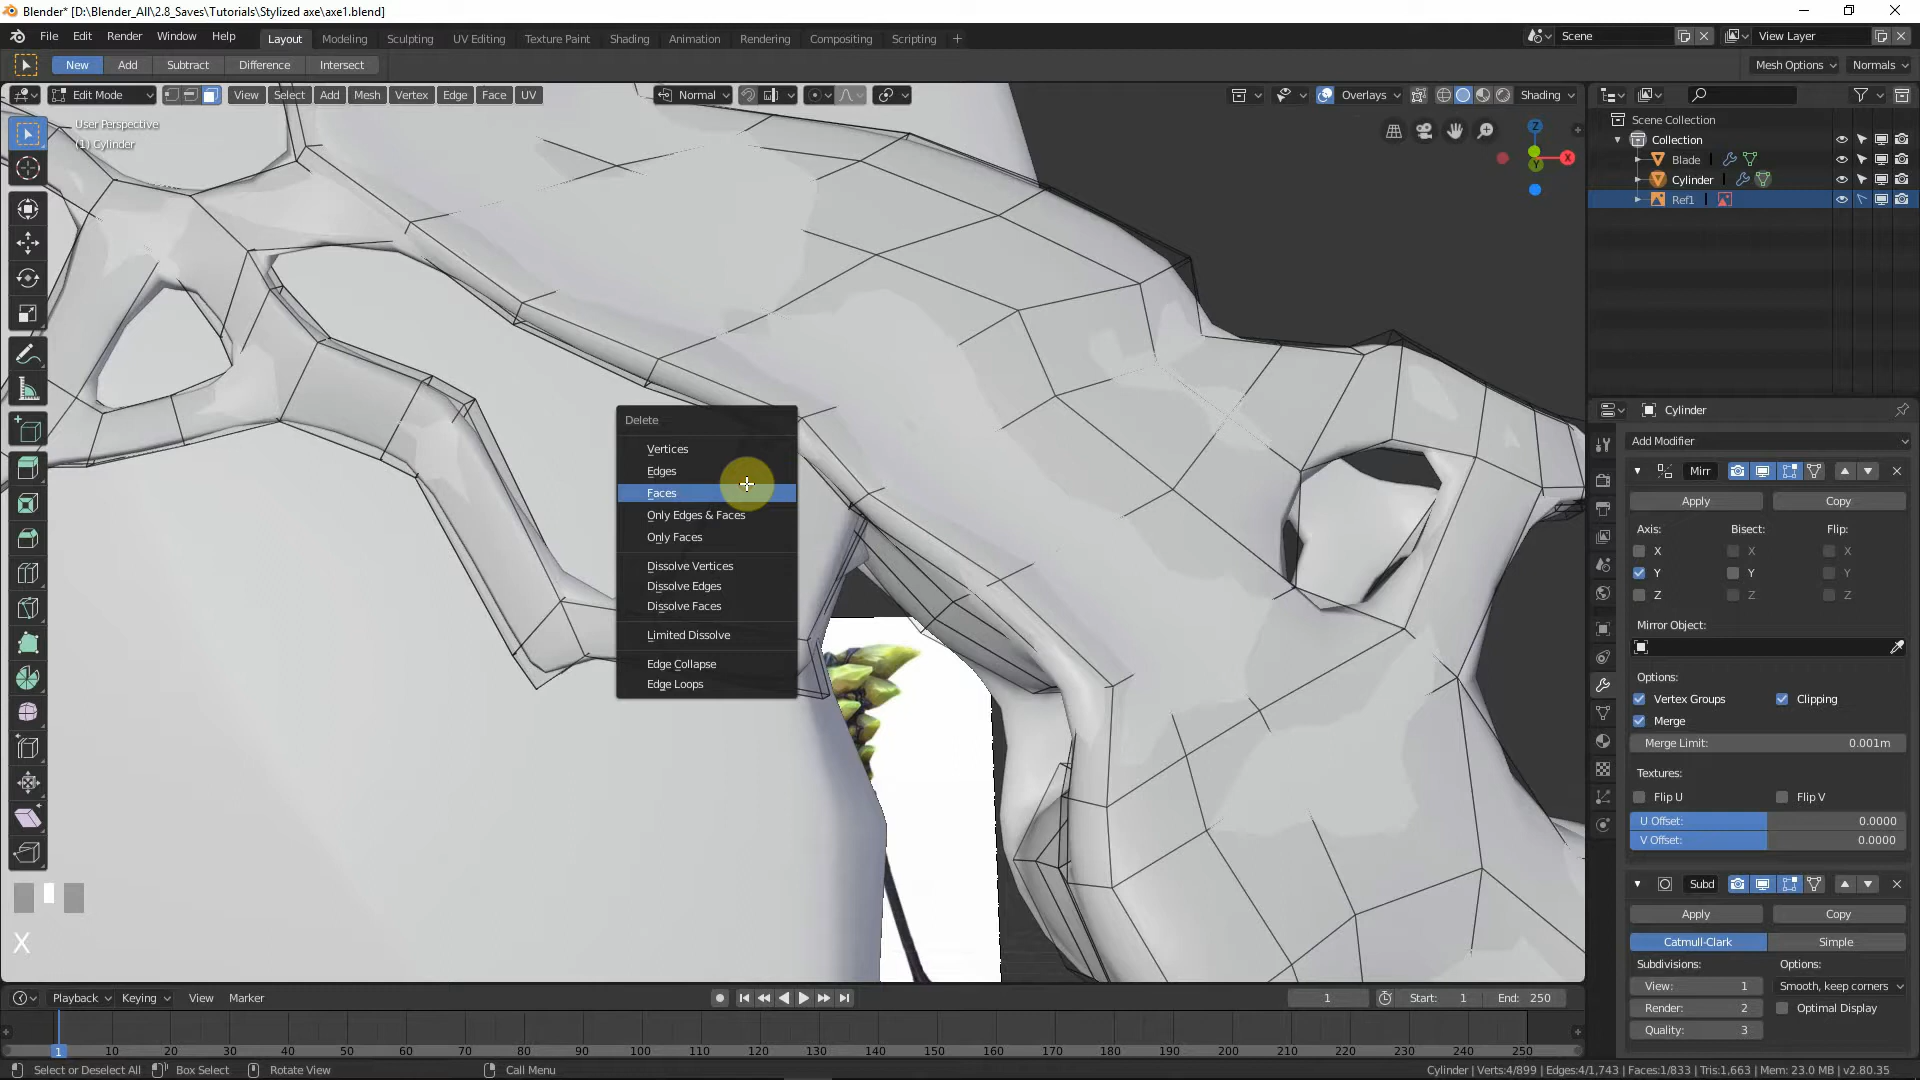 Blender* [D:\Blender_All\2.8_Saves\Tutorials\Stylized axe\axe1.blend]
File Edit Render Window Help Layout Modeling Sculpting UV Editing Texture Paint Shading Animation Rendering Compositing Scripting + Scene View Layer
New Add Subtract Difference Intersect Mesh Options Normals
Edit Mode View Select Add Mesh Vertex Edge Face UV Normal Overlays Shading
User Perspective
(1) Cylinder
Z
X
Y
Scene Collection
Collection
Blade
Cylinder
Ref1
Delete
Vertices
Edges
Faces
Only Edges & Faces
Only Faces
Dissolve Vertices
Dissolve Edges
Dissolve Faces
Limited Dissolve
Edge Collapse
Edge Loops
X
Cylinder
Add Modifier
Mirr
Apply Copy
Axis: Bisect: Flip:
X X X
Y Y Y
Z Z Z
Mirror Object:
Options:
Vertex Groups Clipping
Merge
Merge Limit: 0.001m
Textures:
Flip U Flip V
U Offset: 0.0000
V Offset: 0.0000
Subd
Apply Copy
Catmull-Clark Simple
Subdivisions: Options:
View: 1 Smooth, keep corners
Render: 2 Optimal Display
Quality: 3
Playback Keying View Marker 1 Start: 1 End: 250
1 10 20 30 40 50 60 70 80 90 100 110 120 130 140 150 160 170 180 190 200 210 220 230 240 250
Select or Deselect All Box Select Rotate View Call Menu Cylinder | Verts:4/899 | Edges:4/1,743 | Faces:1/833 | Tris:1,663 | Mem: 23.0 MB | v2.80.35